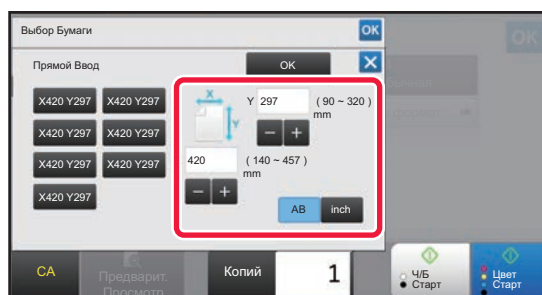 Выбор Бумаги
OK
OK
Прямой Ввод
OK
X420 Y297
X420 Y297
X420 Y297
X420 Y297
X420 Y297
X420 Y297
X420 Y297
X
Y
Y 297 ( 90 ~ 320 )
mm
420 ( 140 ~ 457 )
mm
AB
inch
CA
Предварит.
Просмотр
Копий
1
Ч/Б
Старт
Цвет
Старт